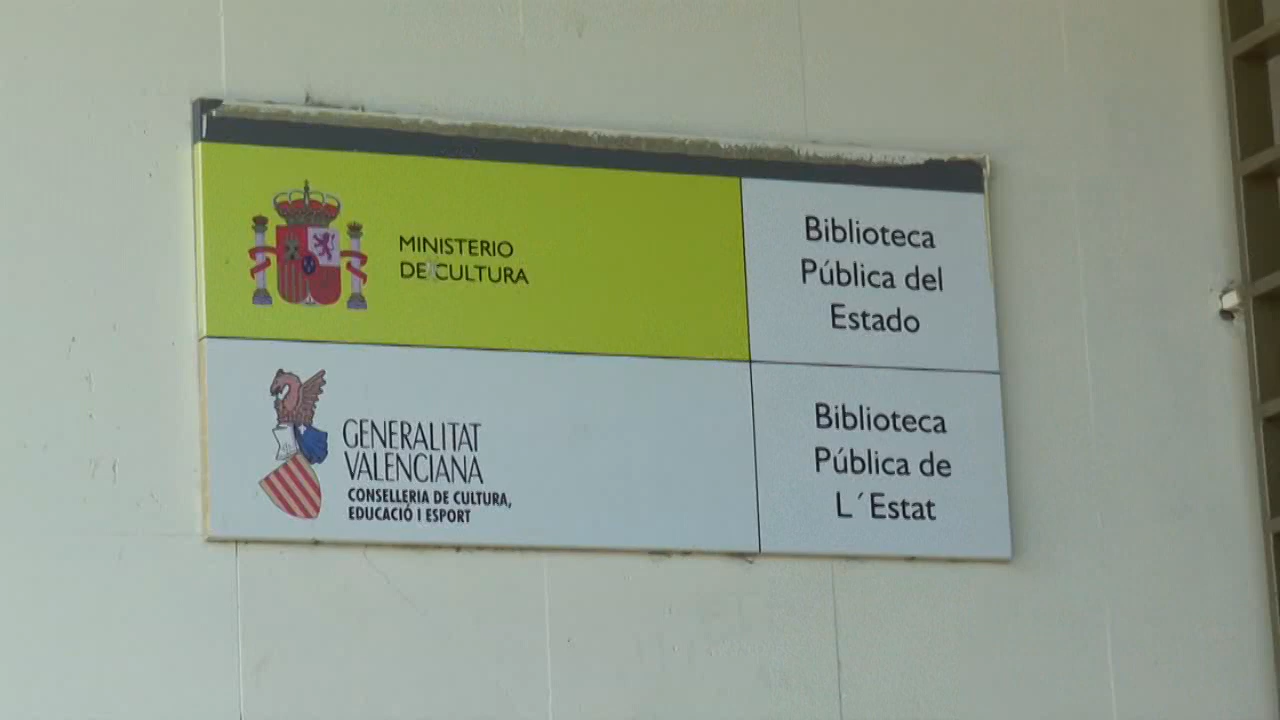 MINISTERIO
DE CULTURA
Biblioteca
Pública del
Estado
GENERALITAT
VALENCIANA
CONSELLERIA DE CULTURA,
EDUCACIÓ I ESPORT
Biblioteca
Pública de
L´Estat